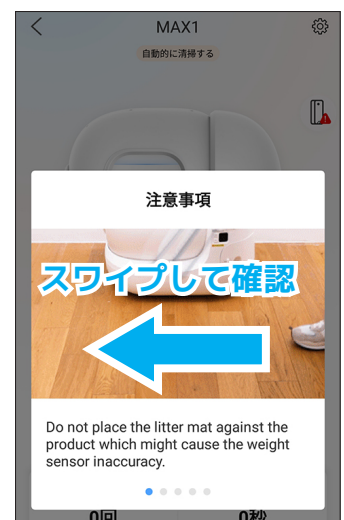 MAX1
自動的に清掃する
注意事項
スワイプして確認
Do not place the litter mat against the
product which might cause the weight
sensor inaccuracy.
0回 0秒